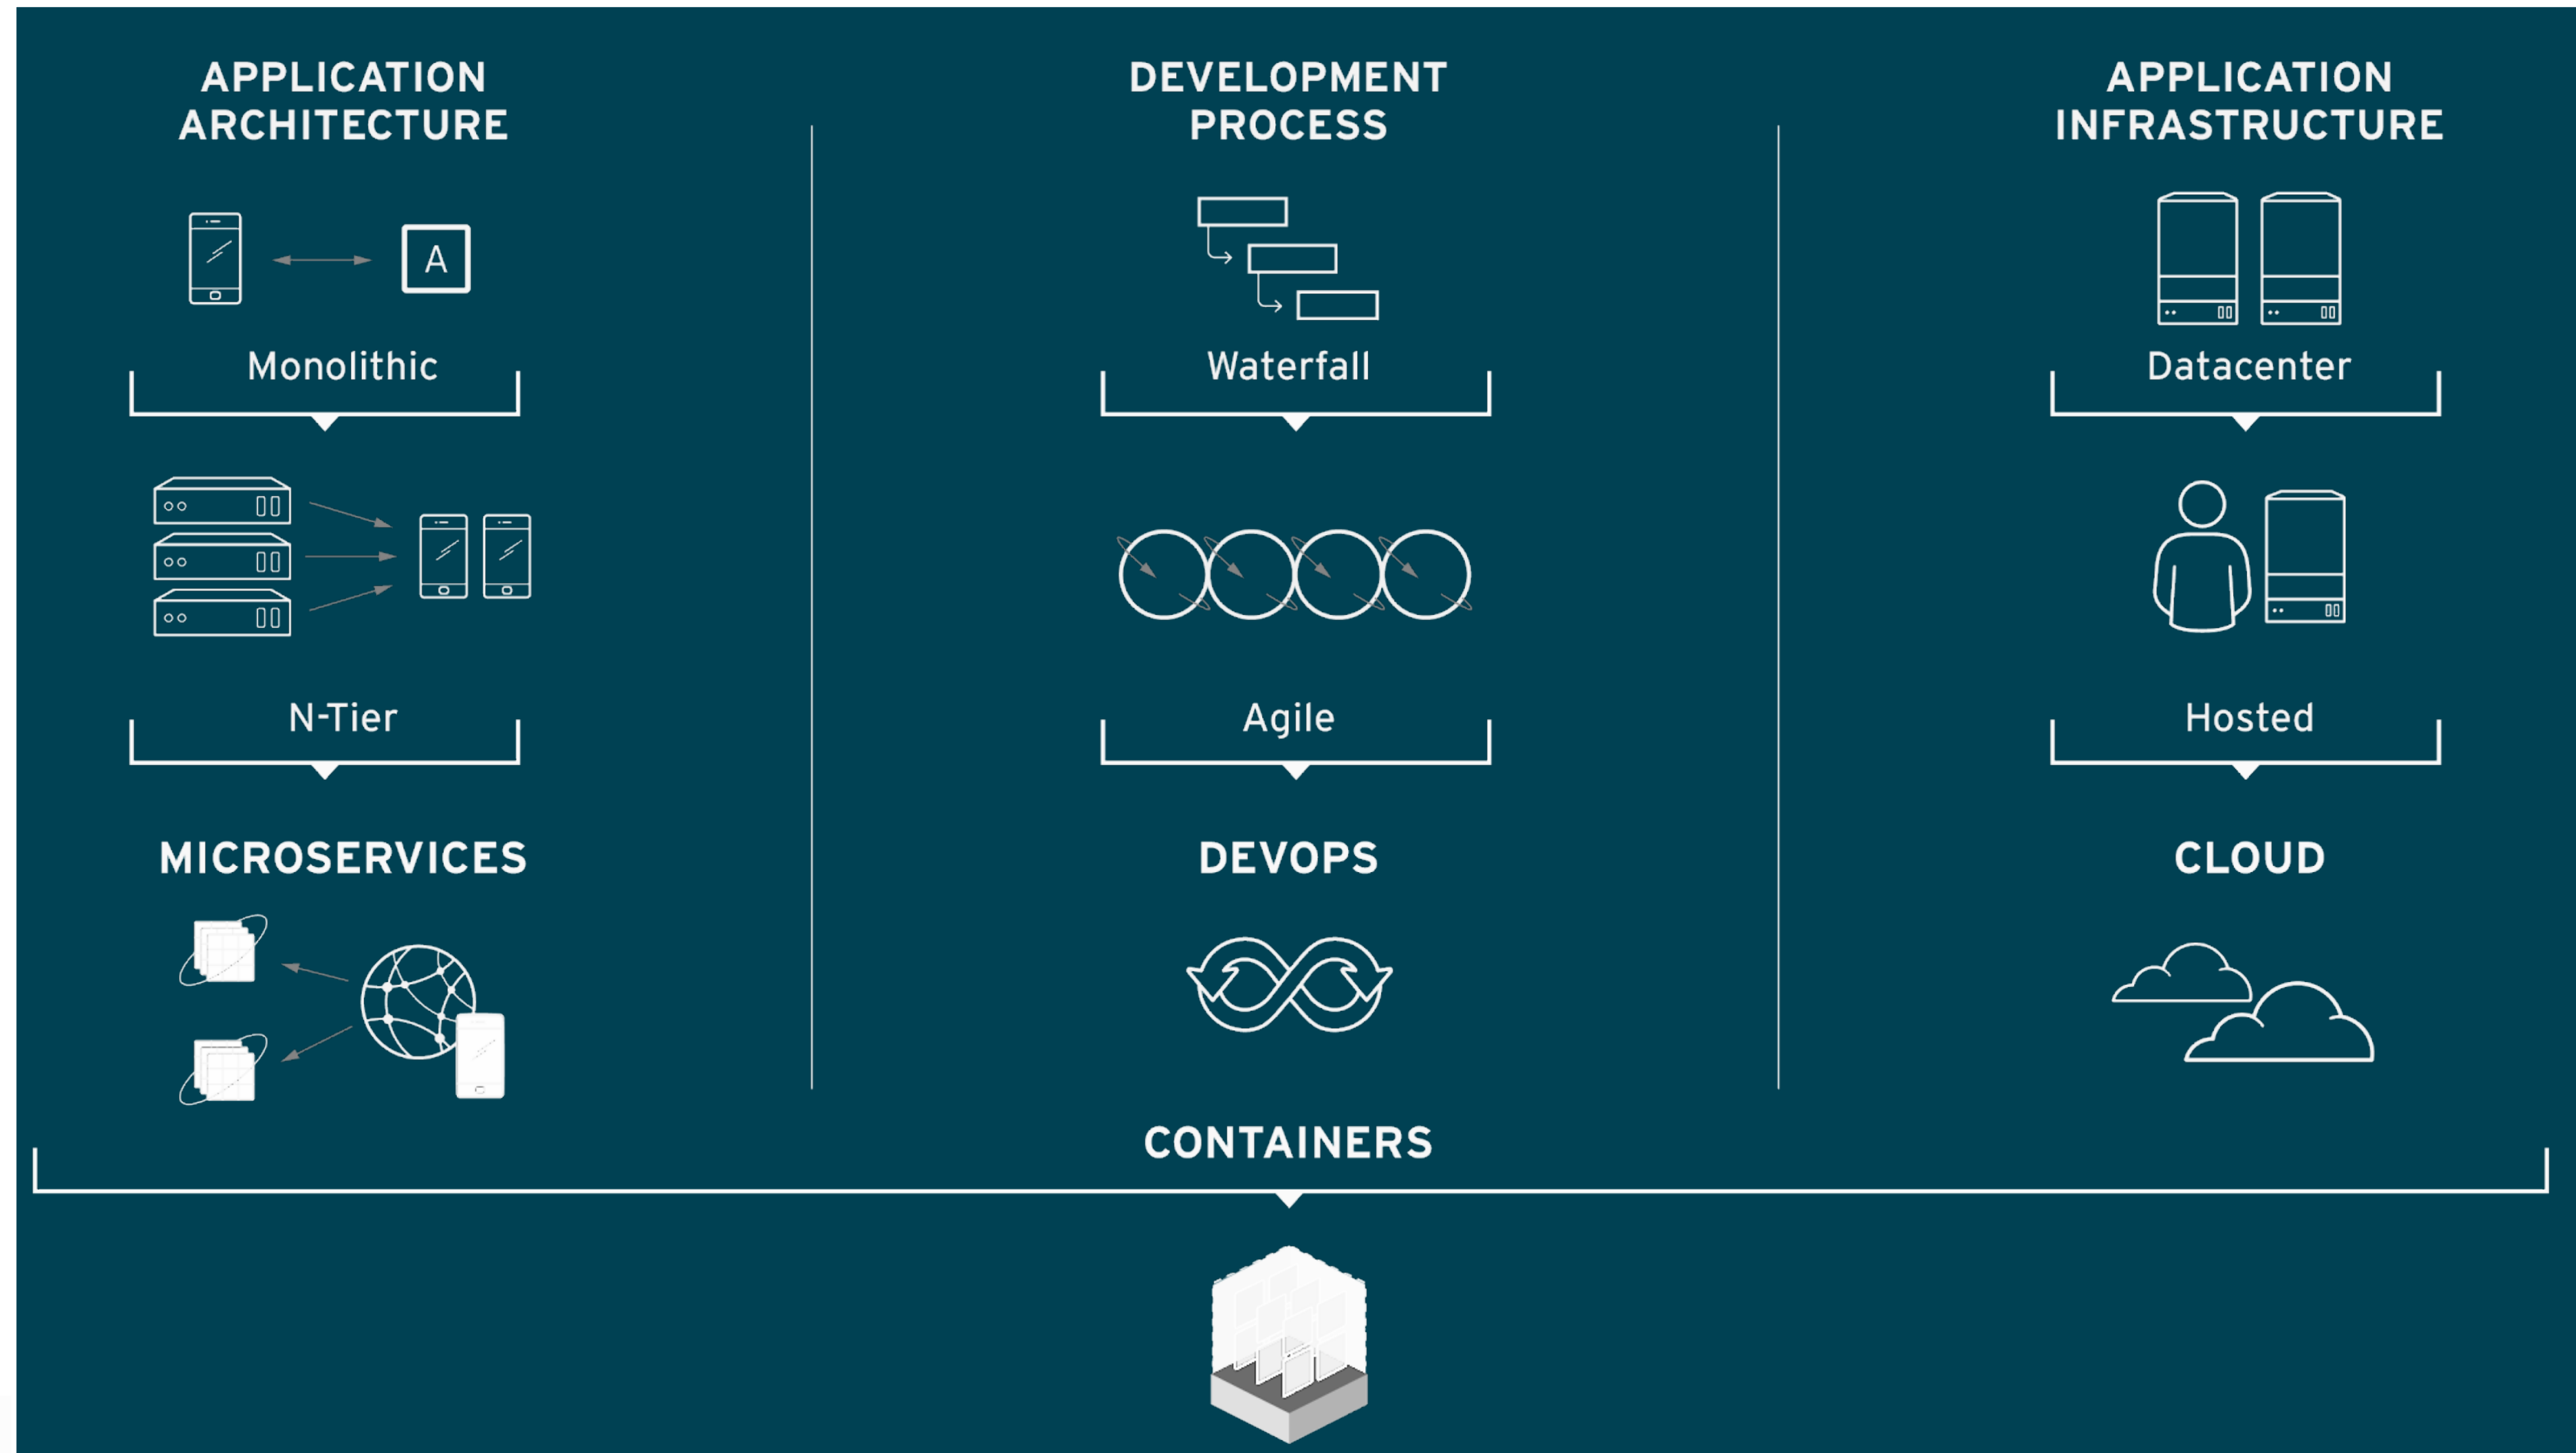 APPLICATION
ARCHITECTURE
A
Monolithic
N-Tier
MICROSERVICES
DEVELOPMENT
PROCESS
Waterfall
Agile
DEVOPS
APPLICATION
INFRASTRUCTURE
Datacenter
Hosted
CLOUD
CONTAINERS